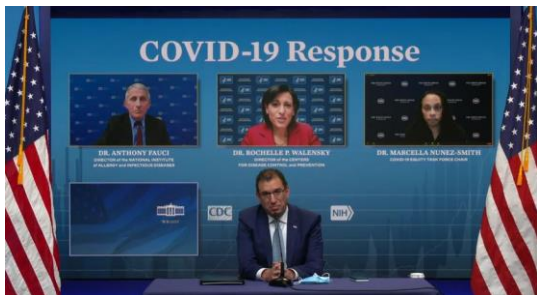 COVID-19 Response
DR. ANTHONY FAUCI
DIRECTOR of the NATIONAL INSTITUTE
of ALLERGY and INFECTIOUS DISEASES
DR. ROCHELLE P. WALENSKY
DIRECTOR of the CENTERS
FOR DISEASE CONTROL and PREVENTION
DR. MARCELLA NUNEZ-SMITH
COVID-19 EQUITY TASK FORCE CHAIR
CDC
NIH